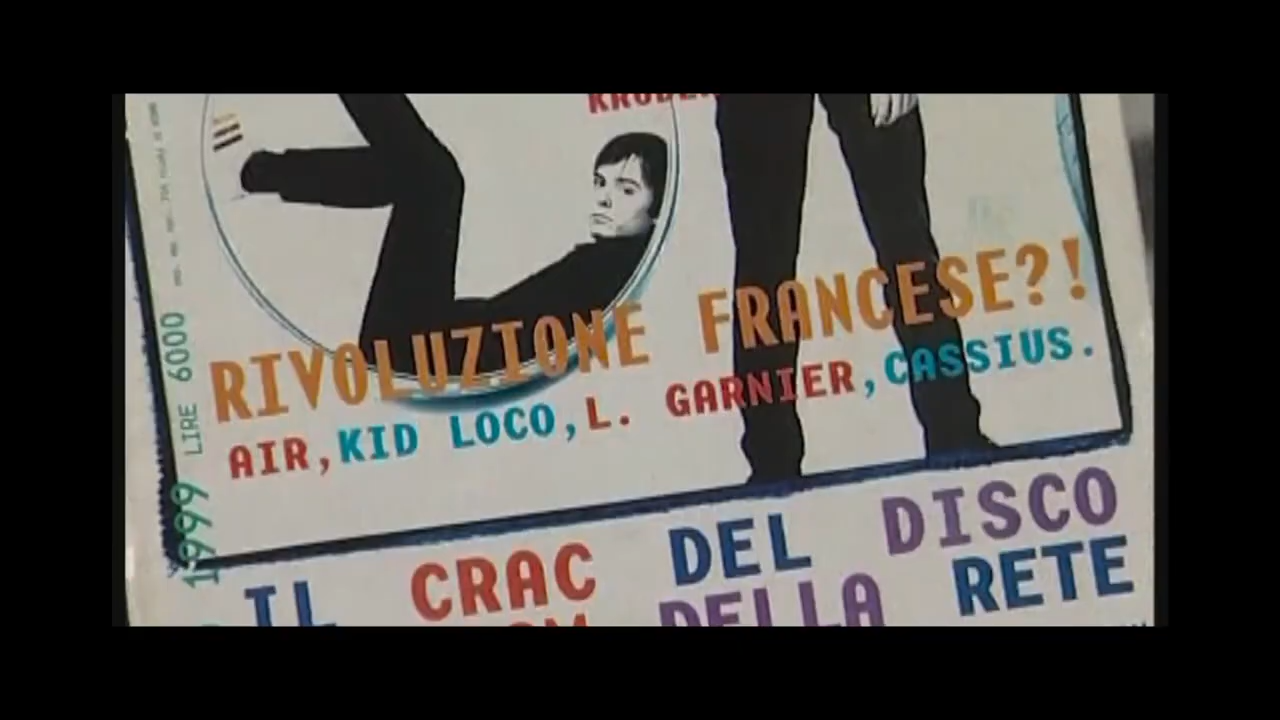 RIVOLUZIONE FRANCESE?!
AIR, KID LOCO, L. GARNIER, CASSIUS.
1999 LIRE 6000
IL CRAC DEL DISCO
DELLA RETE